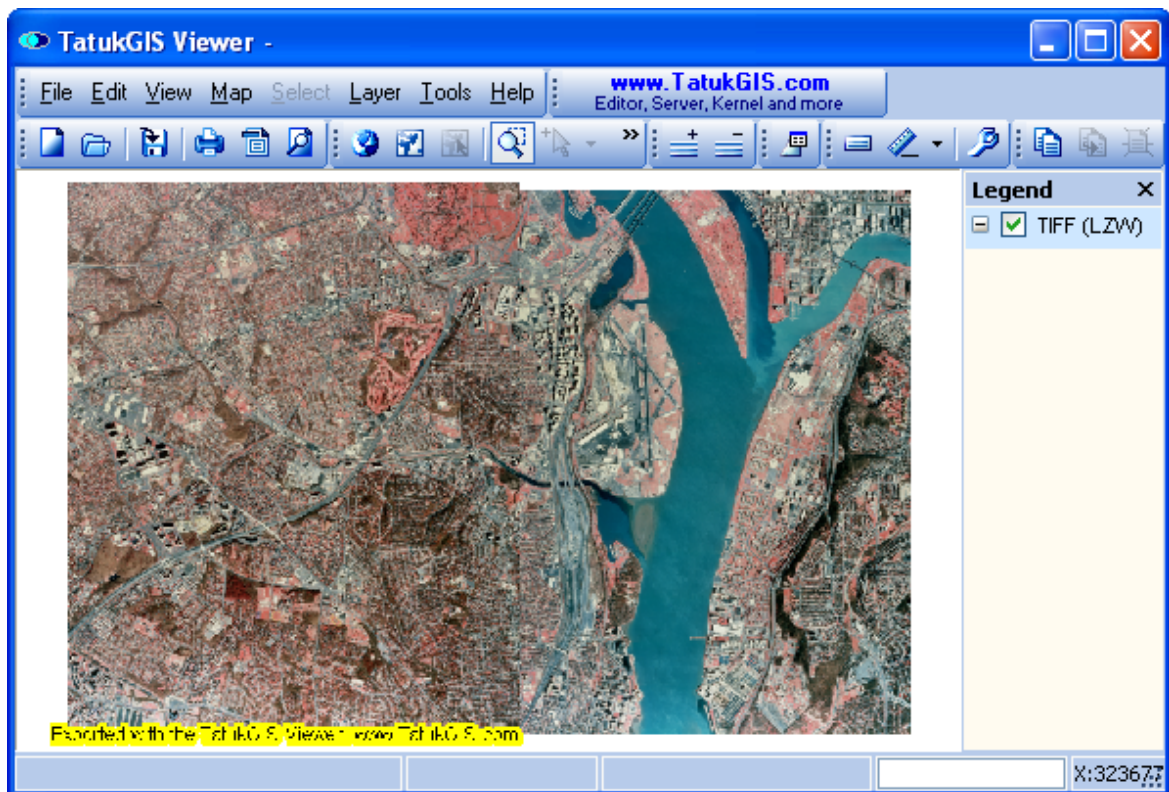 TatukGIS Viewer -
File Edit View Map Select Layer Tools Help
www.TatukGIS.com
Editor, Server, Kernel and more
Legend
TIFF (LZW)
Exported with the TatukGIS Viewer www.TatukGIS.com